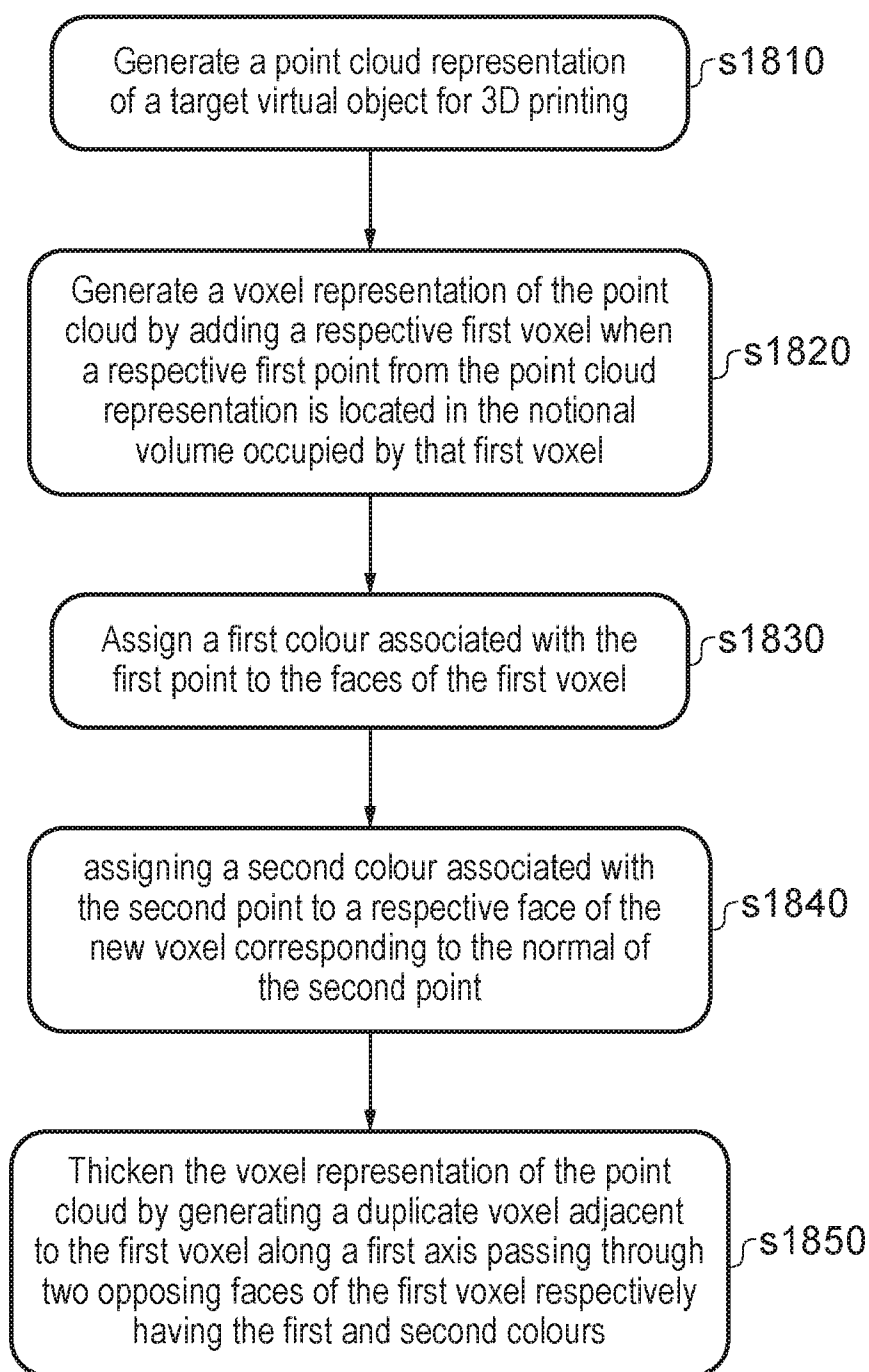 Generate a point cloud representation
of a target virtual object for 3D printing
s1810
Generate a voxel representation of the point
cloud by adding a respective first voxel when
a respective first point from the point cloud
representation is located in the notional
volume occupied by that first voxel
s1820
Assign a first colour associated with the
first point to the faces of the first voxel
s1830
assigning a second colour associated with
the second point to a respective face of the
new voxel corresponding to the normal of
the second point
s1840
Thicken the voxel representation of the point
cloud by generating a duplicate voxel adjacent
to the first voxel along a first axis passing through
two opposing faces of the first voxel respectively
having the first and second colours
s1850